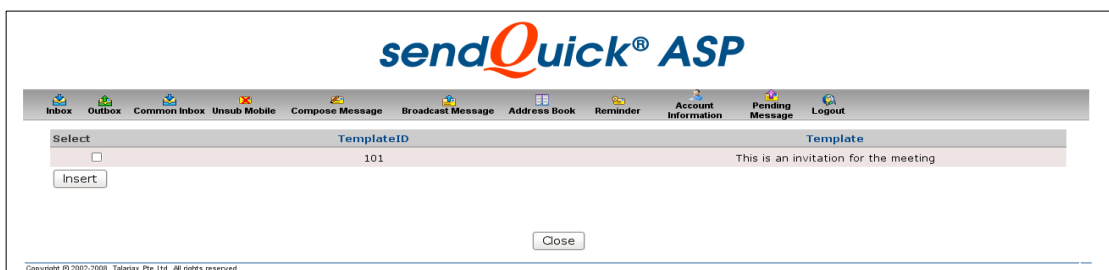 sendQuick® ASP
Inbox Outbox Common Inbox Unsub Mobile Compose Message Broadcast Message Address Book Reminder Account Information Pending Message Logout
Select TemplateID Template
101 This is an invitation for the meeting
Insert
Close
Copyright © 2002-2008, Talariax Pte Ltd. All rights reserved